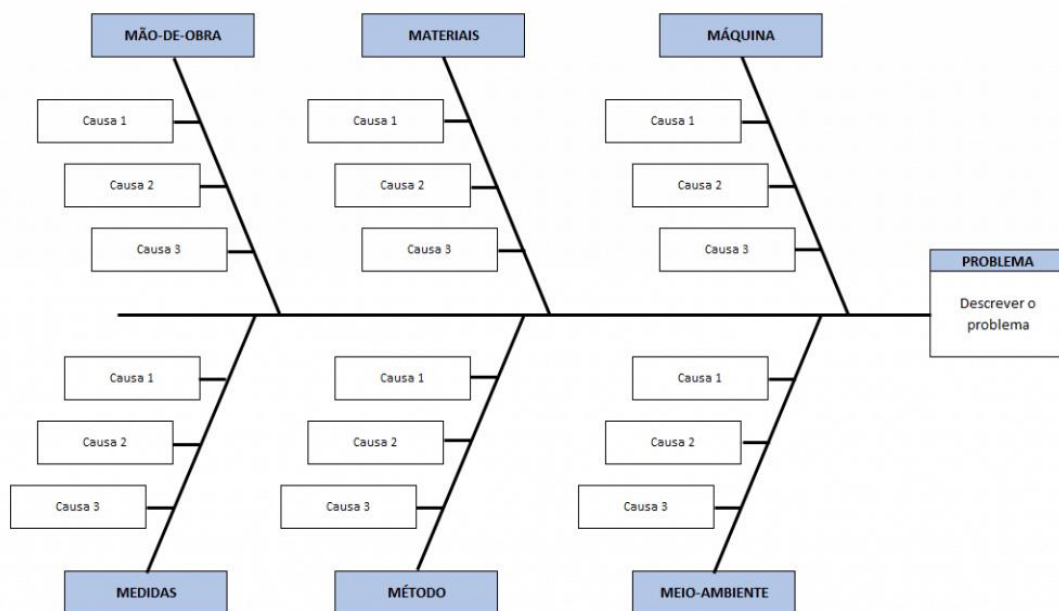 MÃO-DE-OBRA
MATERIAIS
MÁQUINA
Causa 1
Causa 1
Causa 1
Causa 2
Causa 2
Causa 2
Causa 3
Causa 3
Causa 3
PROBLEMA
Descrever o
problema
Causa 1
Causa 1
Causa 1
Causa 2
Causa 2
Causa 2
Causa 3
Causa 3
Causa 3
MEDIDAS
MÉTODO
MEIO-AMBIENTE